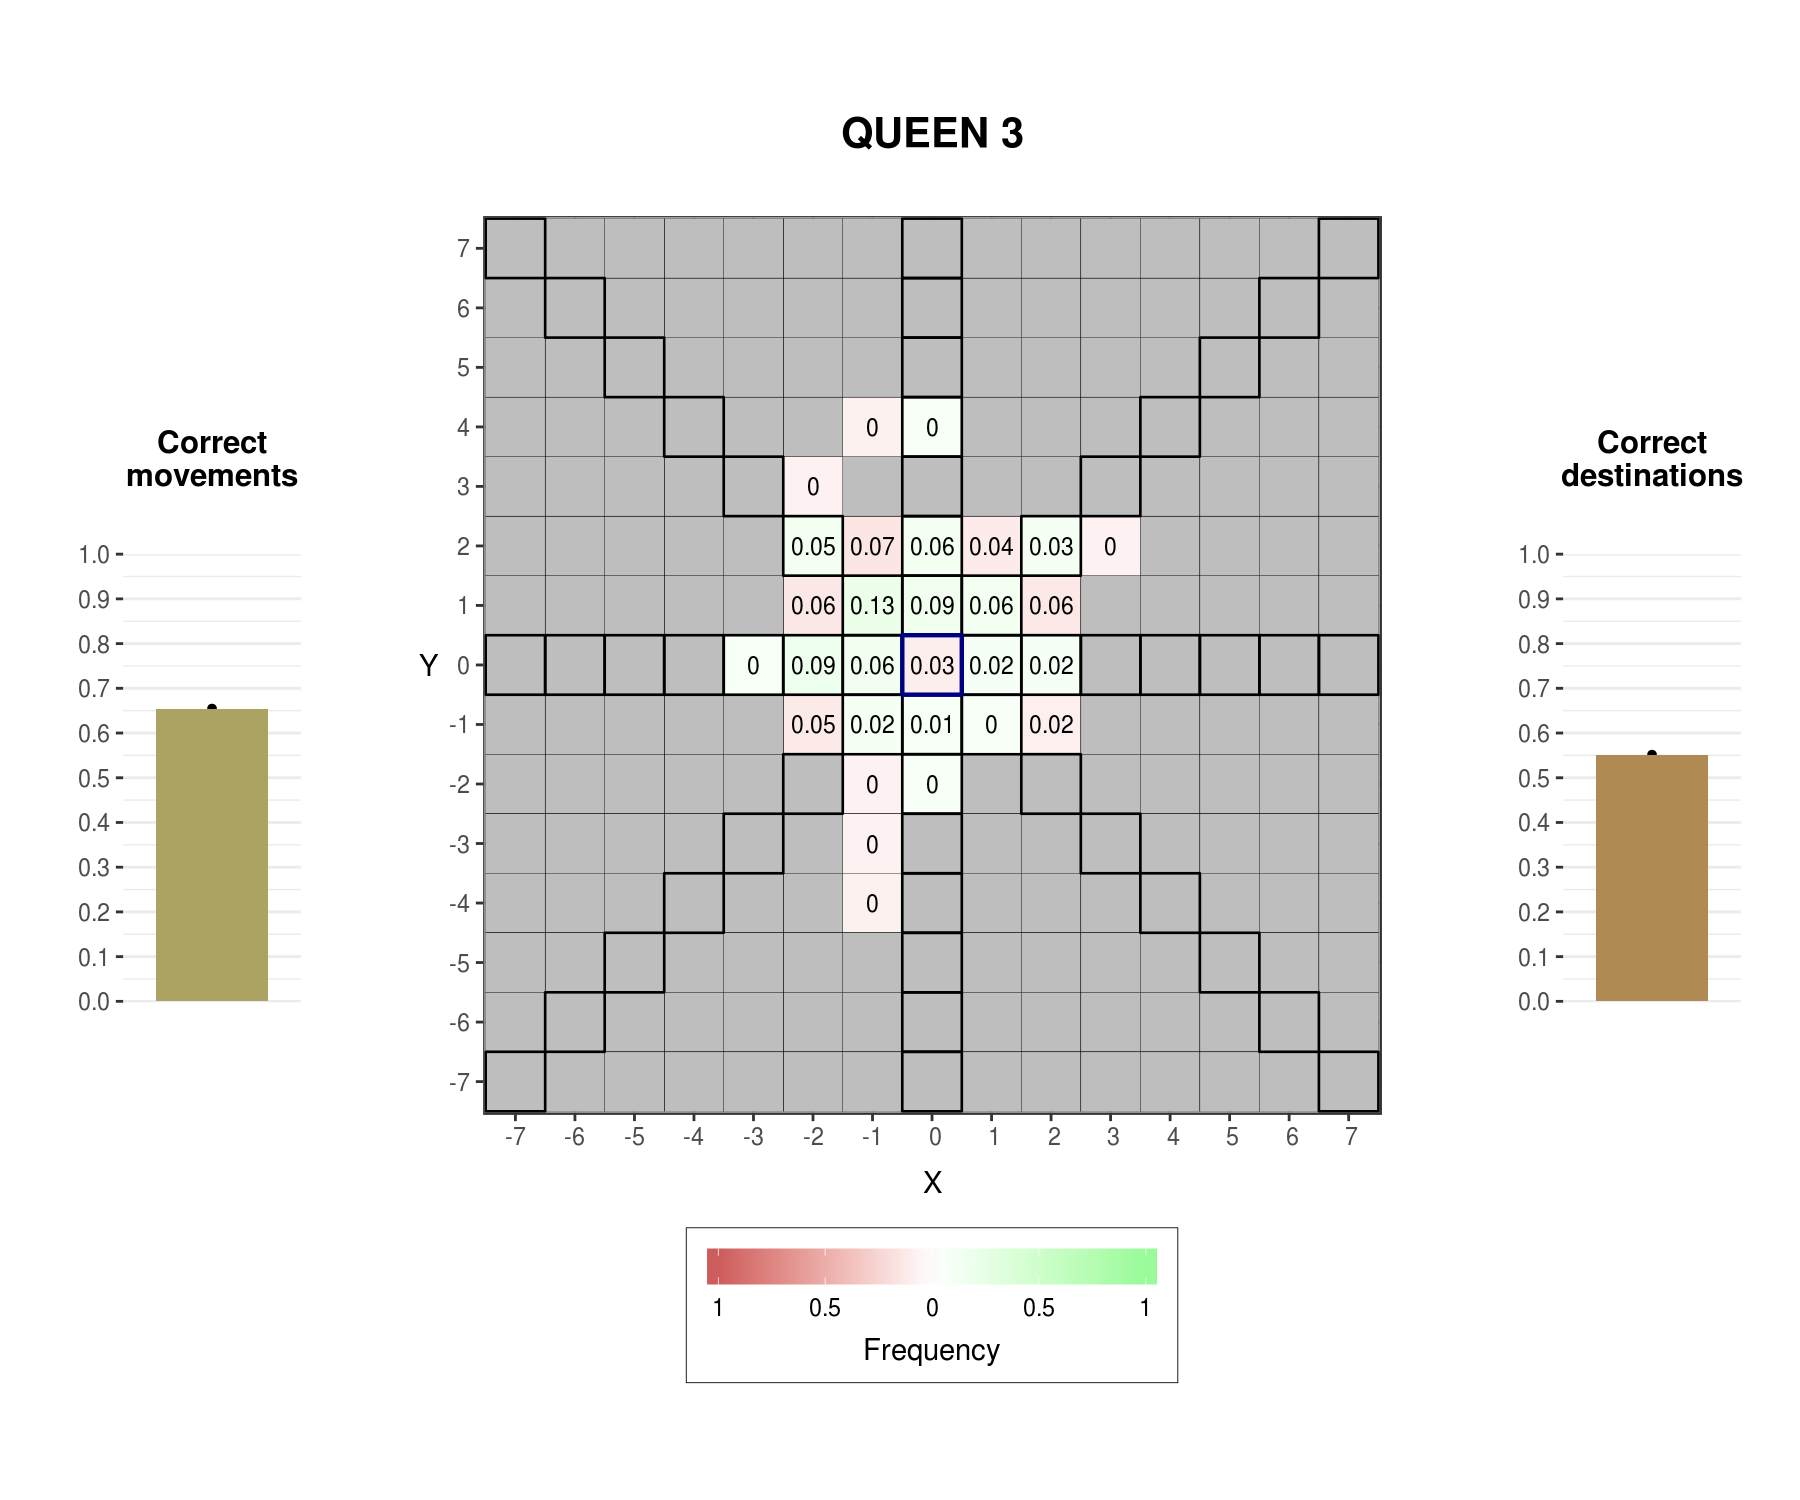 QUEEN 3
Correct
movements
1.0
0.9
0.8
0.7
0.6
0.5
0.4
0.3
0.2
0.1
0.0
Y
7
6
5
4 0 0
3 0
2 0.05 0.07 0.06 0.04 0.03 0
1 0.06 0.13 0.09 0.06 0.06
0 0 0.09 0.06 0.03 0.02 0.02
-1 0.05 0.02 0.01 0 0.02
-2 0 0
-3 0
-4 0
-5
-6
-7
-7 -6 -5 -4 -3 -2 -1 0 1 2 3 4 5 6 7
X
1 0.5 0 0.5 1
Frequency
Correct
destinations
1.0
0.9
0.8
0.7
0.6
0.5
0.4
0.3
0.2
0.1
0.0